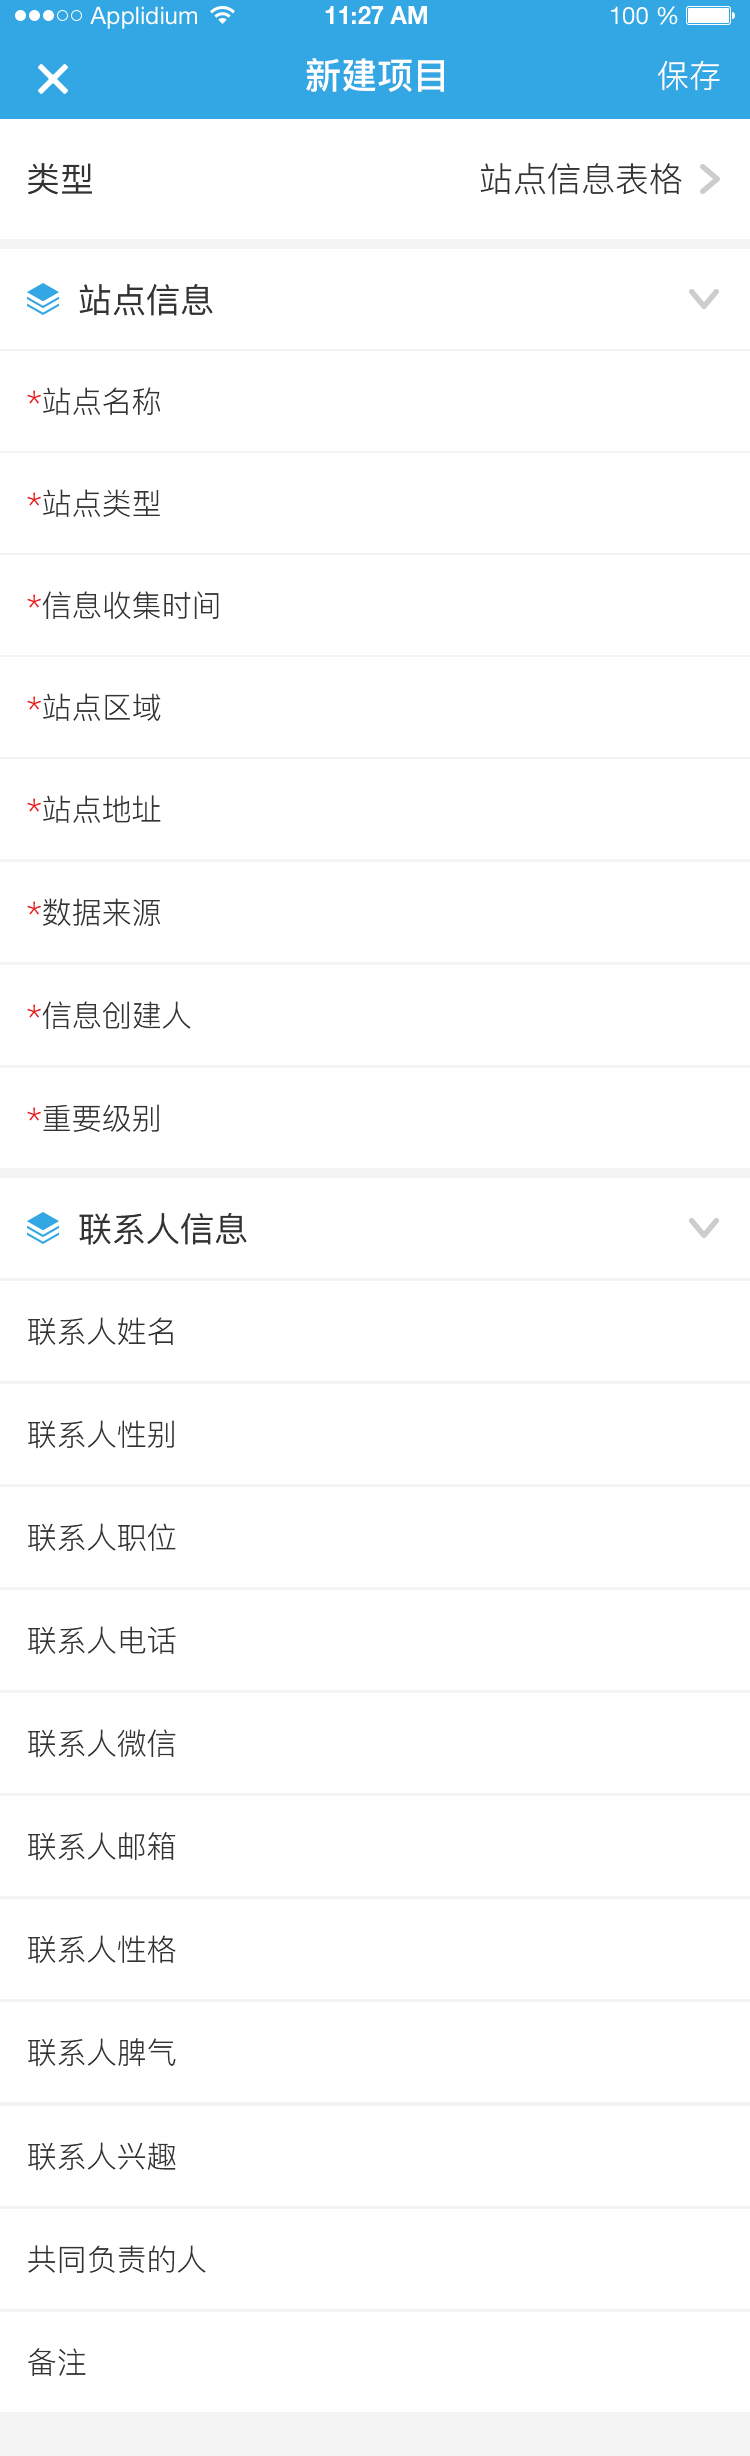 Applidium 11:27 AM 100 %
新建项目 保存
类型 站点信息表格
站点信息
*站点名称
*站点类型
*信息收集时间
*站点区域
*站点地址
*数据来源
*信息创建人
*重要级别
联系人信息
联系人姓名
联系人性别
联系人职位
联系人电话
联系人微信
联系人邮箱
联系人性格
联系人脾气
联系人兴趣
共同负责的人
备注